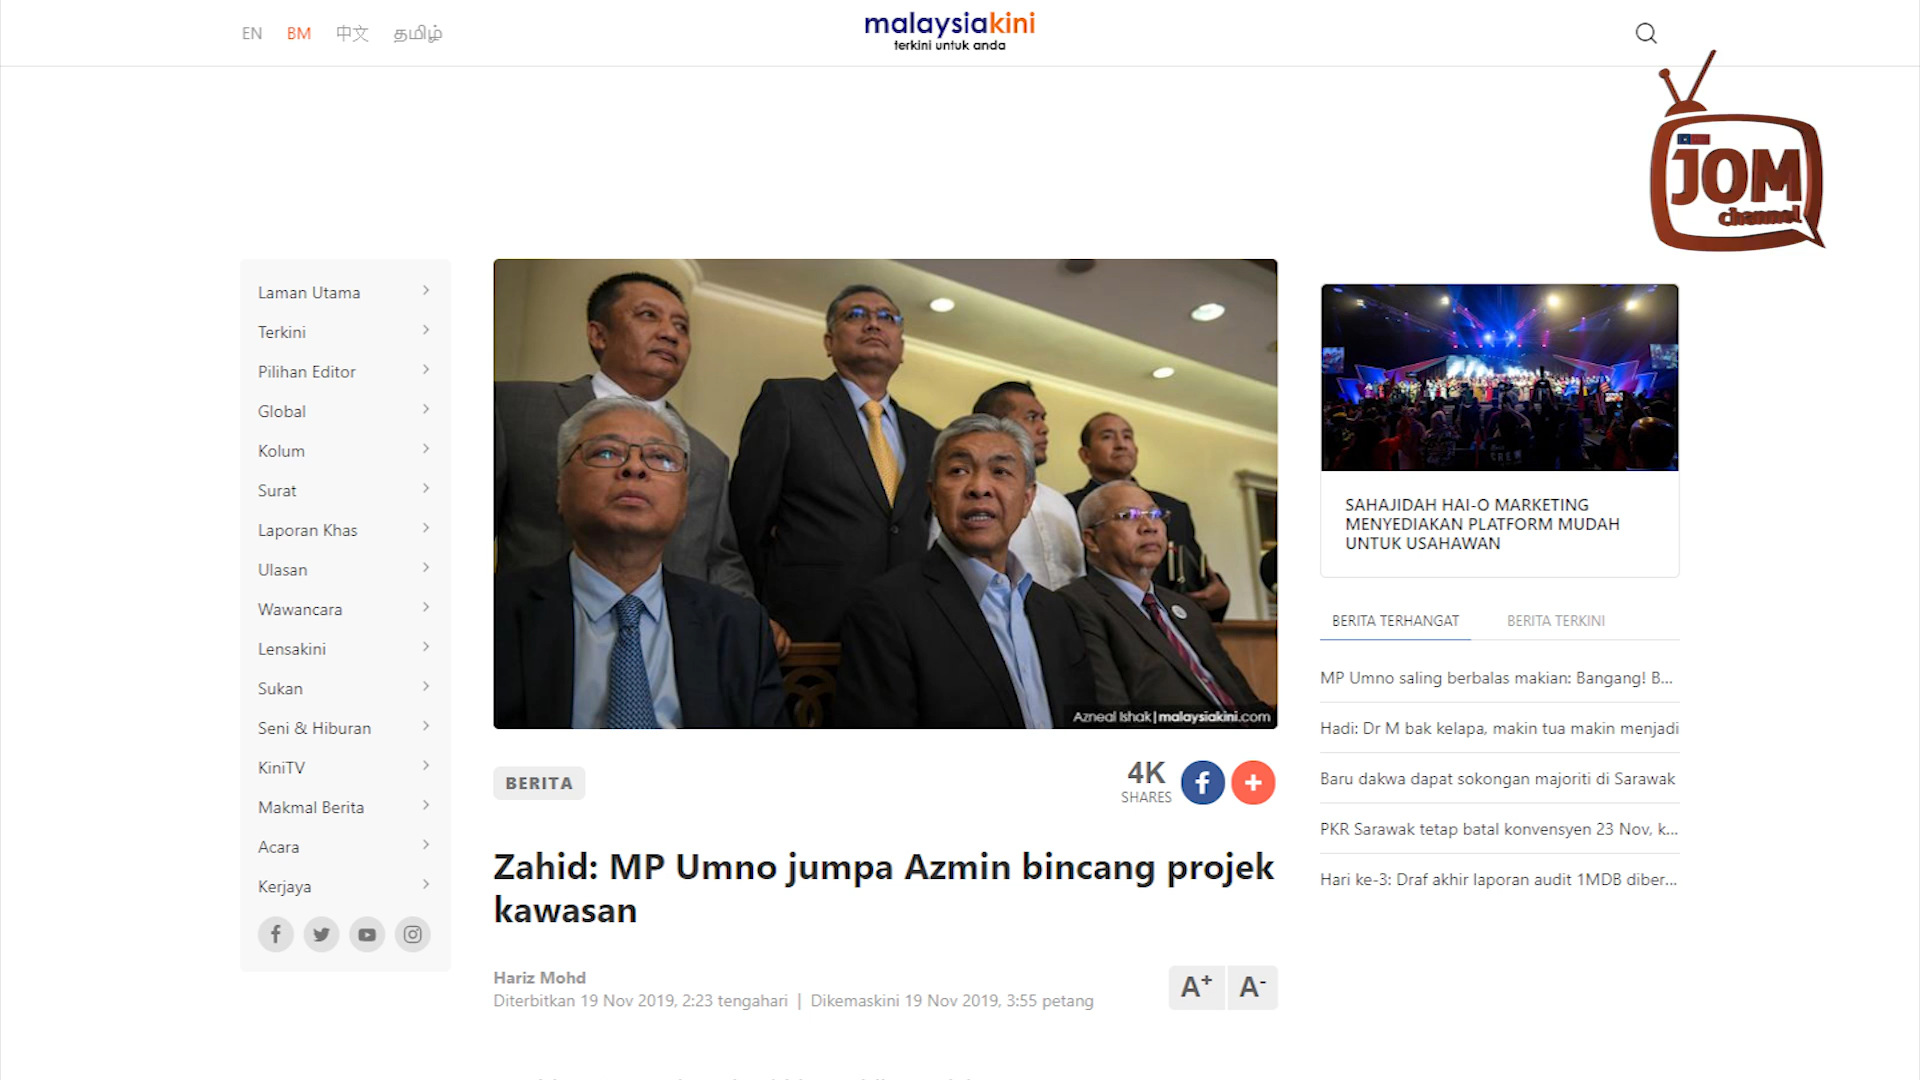 EN BM 中文 தமிழ்
malaysiakini
terkini untuk anda
JOM
channel
Laman Utama
Terkini
Pilihan Editor
Global
Kolum
Surat
Laporan Khas
Ulasan
Wawancara
Lensakini
Sukan
Seni & Hiburan
KiniTV
Makmal Berita
Acara
Kerjaya
Azneal Ishak | malaysiakini.com
BERITA
4K
SHARES
Zahid: MP Umno jumpa Azmin bincang projek
kawasan
Hariz Mohd
Diterbitkan 19 Nov 2019, 2:23 tengahari | Dikemaskini 19 Nov 2019, 3:55 petang
A+ A-
CREW
SAHAJIDAH HAI-O MARKETING
MENYEDIAKAN PLATFORM MUDAH
UNTUK USAHAWAN
BERITA TERHANGAT BERITA TERKINI
MP Umno saling berbalas makian: Bangang! B...
Hadi: Dr M bak kelapa, makin tua makin menjadi
Baru dakwa dapat sokongan majoriti di Sarawak
PKR Sarawak tetap batal konvensyen 23 Nov, k...
Hari ke-3: Draf akhir laporan audit 1MDB diber...